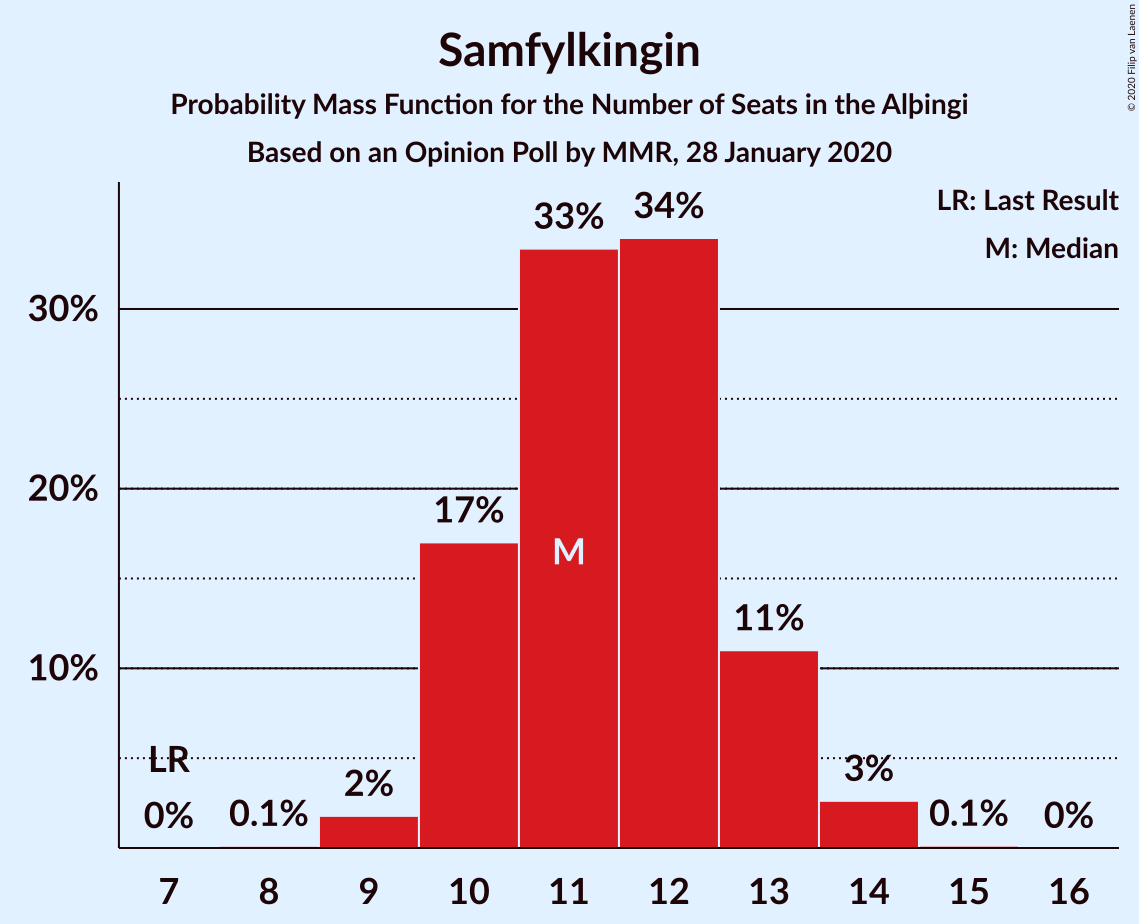 Samfylkingin
Probability Mass Function for the Number of Seats in the Alþingi
Based on an Opinion Poll by MMR, 28 January 2020
© 2020 Filip van Laenen
LR: Last Result
M: Median
30%
20%
10%
LR
0%
0.1%
2%
17%
33%
M
34%
11%
3%
0.1%
0%
7 8 9 10 11 12 13 14 15 16